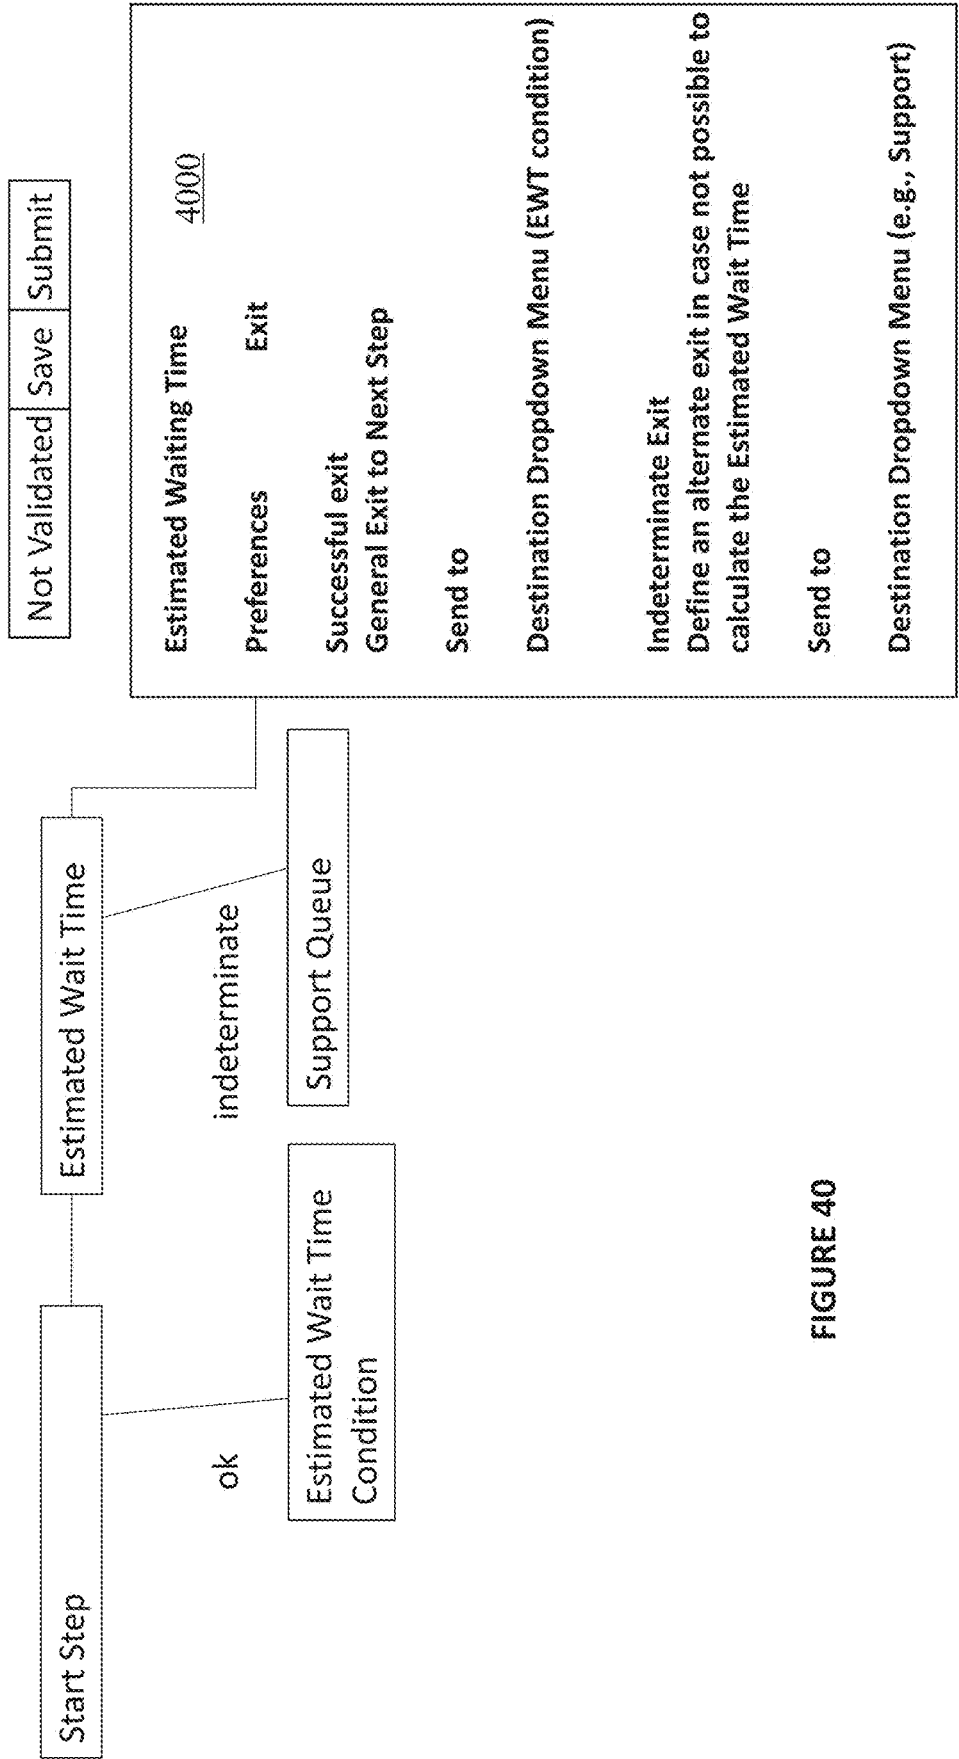 Not Validated Save Submit
Start Step
Estimated Wait Time
ok
indeterminate
Estimated Wait Time
Condition
Support Queue
Estimated Waiting Time
4000
Preferences Exit
Successful exit
General Exit to Next Step
Send to
Destination Dropdown Menu (EWT condition)
Indeterminate Exit
Define an alternate exit in case not possible to
calculate the Estimated Wait Time
Send to
Destination Dropdown Menu (e.g., Support)
FIGURE 40